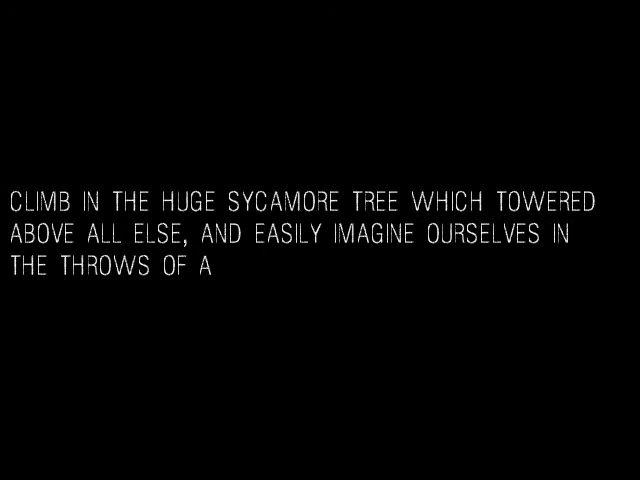 CLIMB IN THE HUGE SYCAMORE TREE WHICH TOWERED
ABOVE ALL ELSE, AND EASILY IMAGINE OURSELVES IN
THE THROWS OF A